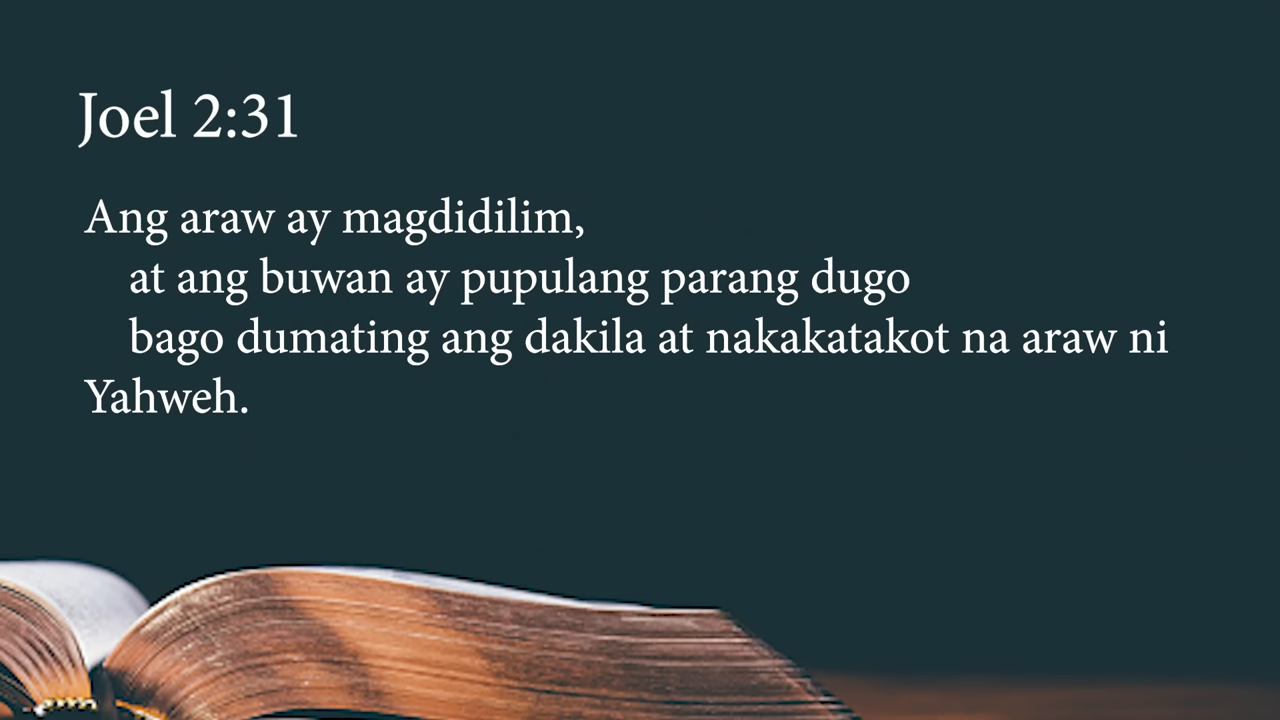 Joel 2:31
Ang araw ay magdidilim,
at ang buwan ay pupulang parang dugo
bago dumating ang dakila at nakakatakot na araw ni
Yahweh.